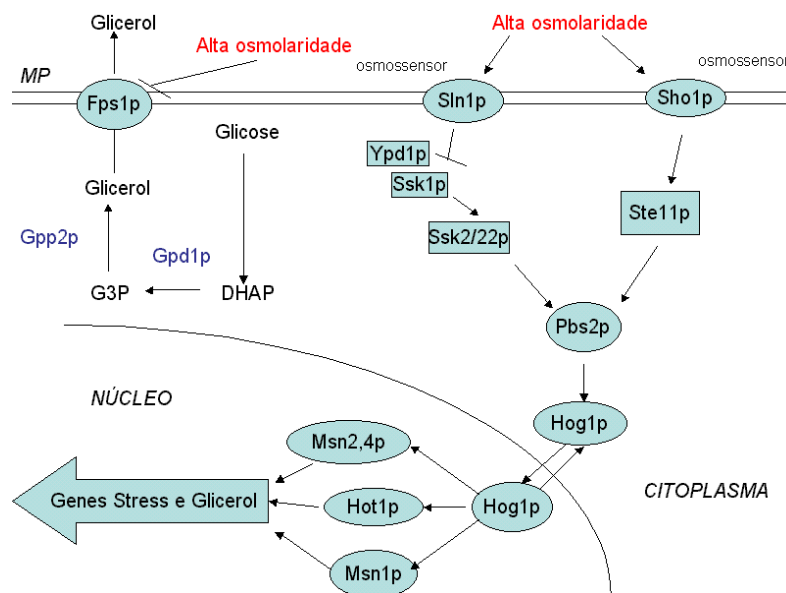 Glicerol
Alta osmolaridade
Alta osmolaridade
osmossensor
osmossensor
MP
Fps1p
Sln1p
Sho1p
Glicose
Ypd1p
Ssk1p
Glicerol
Ste11p
Ssk2/22p
Gpp2p
Gpd1p
G3P
DHAP
Pbs2p
NÚCLEO
Hog1p
Msn2,4p
CITOPLASMA
Genes Stress e Glicerol
Hot1p
Hog1p
Msn1p